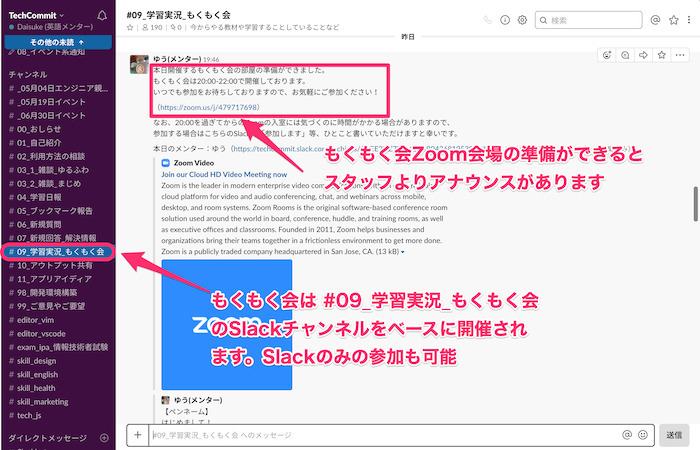 TechCommit
Daisuke (英語メンター)
その他の未読 ↑
# 08_イベント系通知
チャンネル
# _05月04日エンジニア親...
# _05月19日イベント
# _06月30日イベント
# 00_おしらせ
# 01_自己紹介
# 02_利用方法の相談
# 03_1_雑談_ゆるふわ
# 03_2_雑談_まじめ
# 04_学習日報
# 05_ブックマーク報告
# 06_新規質問
# 07_新規回答_解決情報
# 09_学習実況_もくもく会
# 10_アウトプット共有
# 11_アプリアイディア
# 98_開発環境構築
# 99_ご意見やご要望
# editor_vim
# editor_vscode
# exam_ipa_情報技術者試験
# skill_design
# skill_english
# skill_health
# skill_marketing
# tech_js
ダイレクトメッセージ
#09_学習実況_もくもく会
190
0
今からやる教材や学習することしていることなど
検索
昨日
ゆう(メンター) 19:46
本日開催するもくもく会の部屋の準備ができました。
もくもく会は20:00-22:00で開催しております。
いつでも参加をお待ちしておりますので、お気軽にご参加ください！
（https://zoom.us/j/479717698）
なお、20:00を過ぎてからの
の入室には気づくのに時間がかかる場合がありますので、
参加する場合はこちらのSlack
参加します」等、ひとこと書いていただけますと幸いです。
本日のメンター：ゆう（https://techcommit.slack.com/
もくもく会Zoom会場の準備ができると
スタッフよりアナウンスがあります
Zoom Video
Join our Cloud HD Video Meeting now
Zoom is the leader in modern enterprise video
cloud platform for video and audio conferencing, chat, and webinars across mobile,
desktop, and room systems. Zoom Rooms is the original software-based conference room
solution used around the world in board, conference, huddle, and training rooms, as well
as executive offices and classrooms. Founded in 2011, Zoom helps businesses and
organizations bring their teams together in a frictionless environment to get more done.
Zoom is a publicly traded company headquartered in San Jose, CA. (13 kB)
zoom
もくもく会は #09_学習実況_もくもく会
のSlackチャンネルをベースに開催され
ます。Slackのみの参加も可能
ゆう(メンター)
【ペンネーム】
はじめまして！
#09_学習実況_もくもく会 へのメッセージ
送信